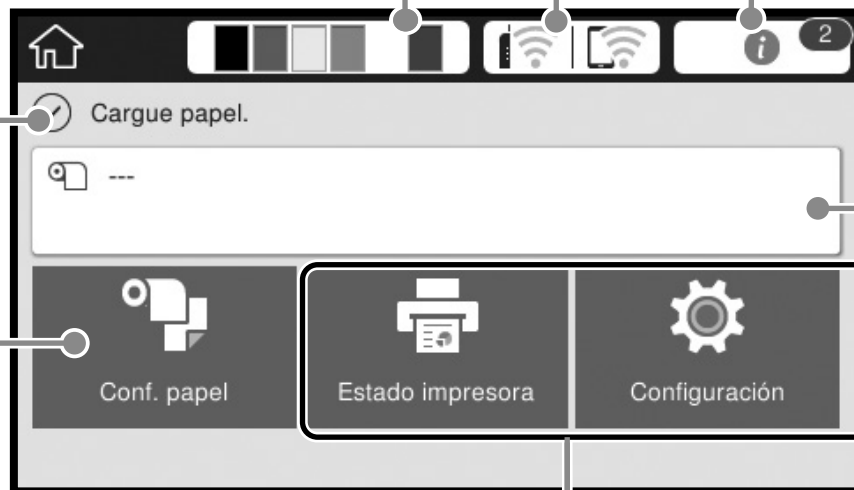 2
Cargue papel.
---
Conf. papel
Estado impresora
Configuración